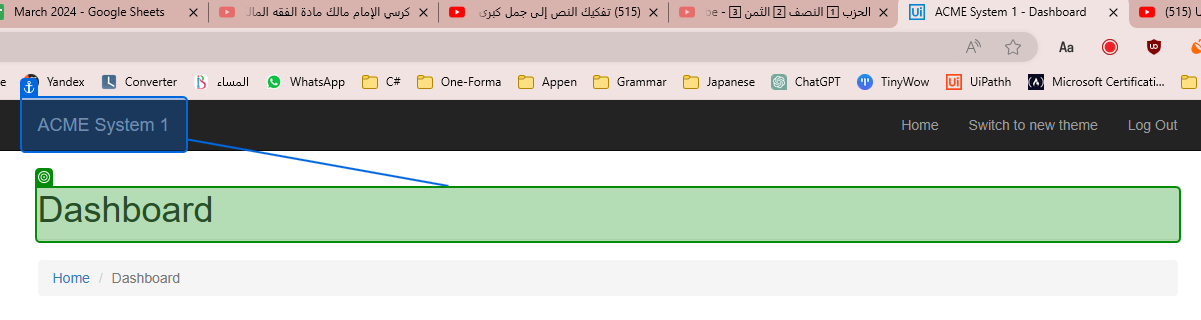 March 2024 - Google Sheets
كرسي الإمام مالك مادة الفقه المال
(515) تفكيك النص إلى جمل كبرى
الحزب 1 النصف 2 الثمن 3 - be
ACME System 1 - Dashboard
(515)
Aa
Yandex
Converter
المساء
WhatsApp
C#
One-Forma
Appen
Grammar
Japanese
ChatGPT
TinyWow
UiPathh
Microsoft Certificati...
ACME System 1
Home
Switch to new theme
Log Out
Dashboard
Home / Dashboard